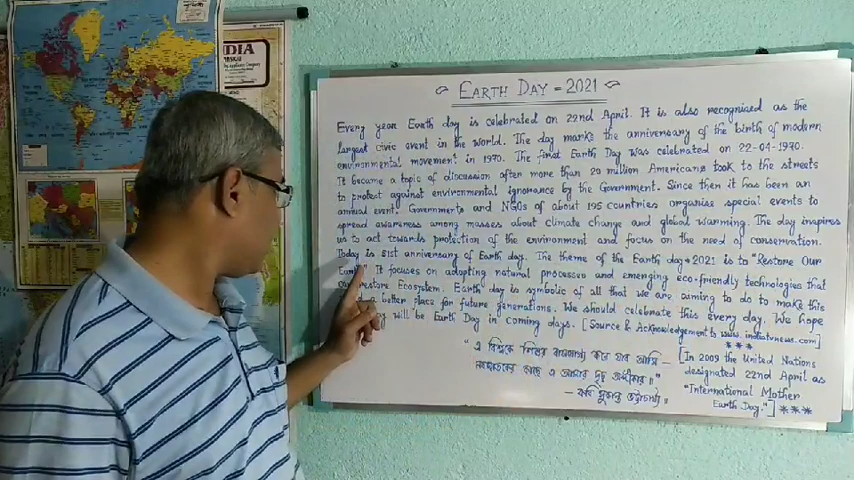 INDIA
EARTH DAY - 2021
Every year Earth day is celebrated on 22nd April. It is also recognised as the
largest civic event in the world. The day marks the anniversary of the birth of modern
environmental movement in 1970. The first Earth Day was celebrated on 22-04-1970.
It became a topic of discussion after more than 20 million Americans took to the streets
to protest against environmental ignorance by the Government. Since then it has been an
annual event. Governments and NGOs of about 195 countries organise special events to
spread awareness among masses about climate change and global warming. The day inspires
us to act towards protection of the environment and focus on the need of conservation.
Today is 51st anniversary of Earth day. The theme of the Earth day-2021 is to "Restore Our
Earth" It focuses on adopting natural processes and emerging eco-friendly technologies that
can restore Ecosystem. Earth day is symbolic of all that we are aiming to do to make this
a better place for future generations. We should celebrate this every day. We hope
day will be Earth Day in coming days. [Source & Acknowledgement to www.indiatvnews.com]
"এ বিশ্বকে এ শিশুর বাসযোগ্য করে যাব আমি —
নবজাতকের কাছে এ আমার দৃঢ় অঙ্গীকার।"
— কবি সুকান্ত ভট্টাচার্য।
***
[In 2009 the United Nations
designated 22nd April as
"International Mother
Earth Day."] ****